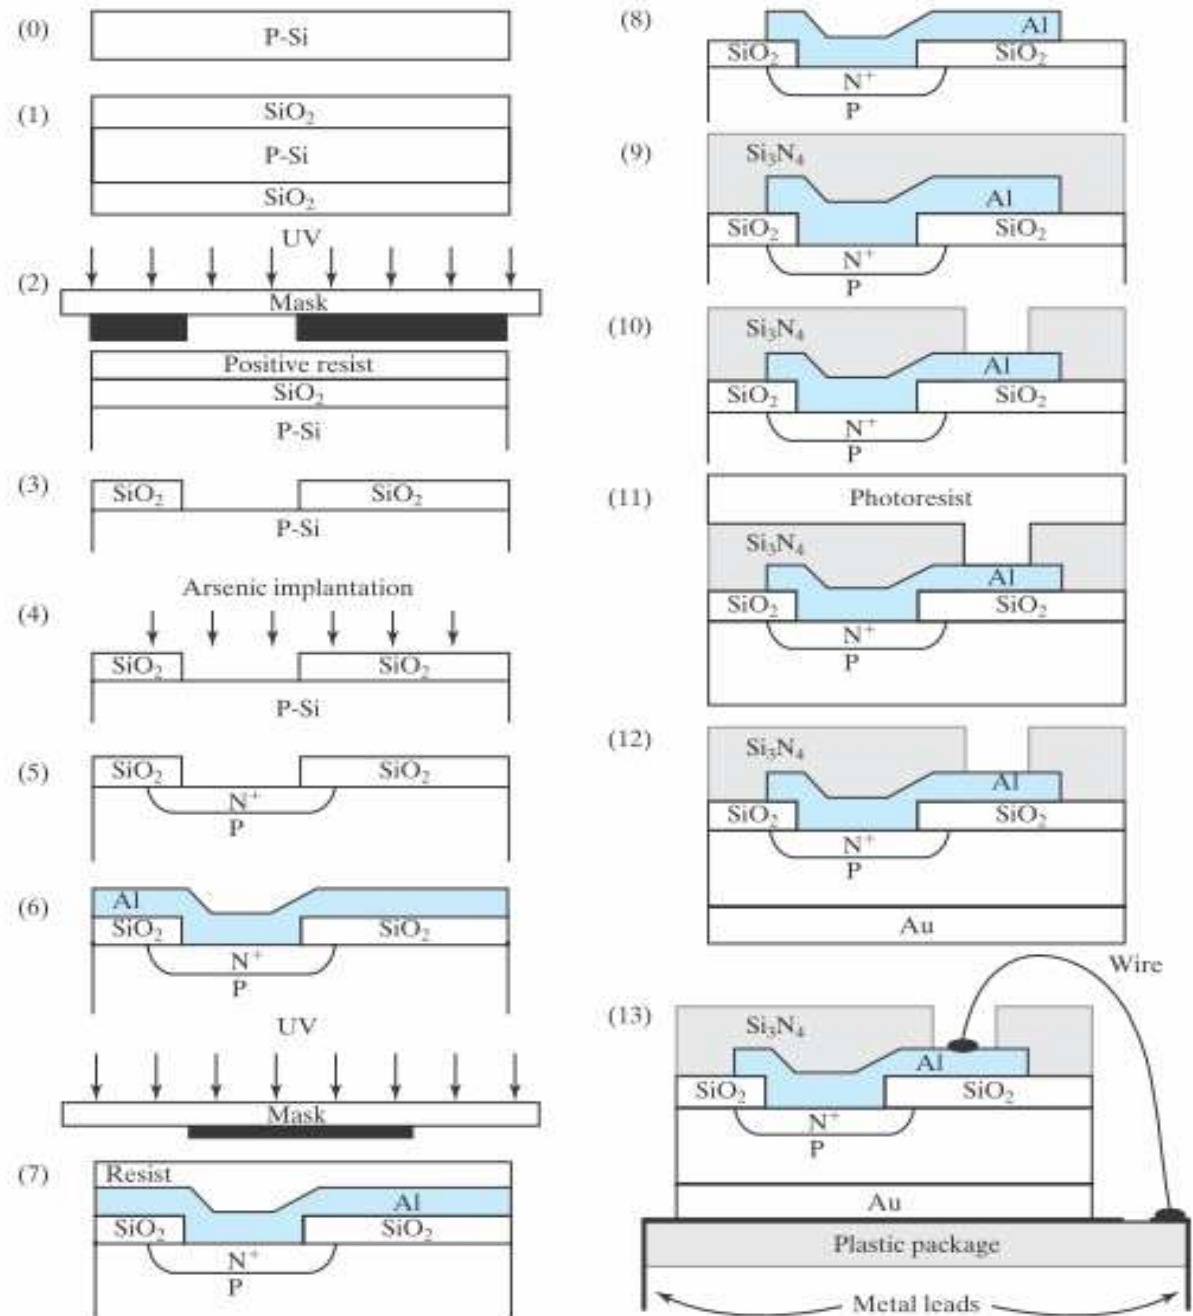 (0)
P-Si
(1)
SiO₂
P-Si
SiO₂
UV
(2)
Mask
Positive resist
SiO₂
P-Si
(3)
SiO₂ SiO₂
P-Si
Arsenic implantation
(4)
SiO₂ SiO₂
P-Si
(5)
SiO₂ SiO₂
N⁺
P
(6)
Al
SiO₂ SiO₂
N⁺
P
UV
Mask
(7)
Resist
Al
SiO₂ SiO₂
N⁺
P
(8)
Al
SiO₂ SiO₂
N⁺
P
(9)
Si₃N₄
Al
SiO₂ SiO₂
N⁺
P
(10)
Si₃N₄
Al
SiO₂ SiO₂
N⁺
P
(11)
Photoresist
Si₃N₄
Al
SiO₂ SiO₂
N⁺
P
(12)
Si₃N₄
Al
SiO₂ SiO₂
N⁺
P
Au
Wire
(13)
Si₃N₄
Al
SiO₂ SiO₂
N⁺
P
Au
Plastic package
Metal leads